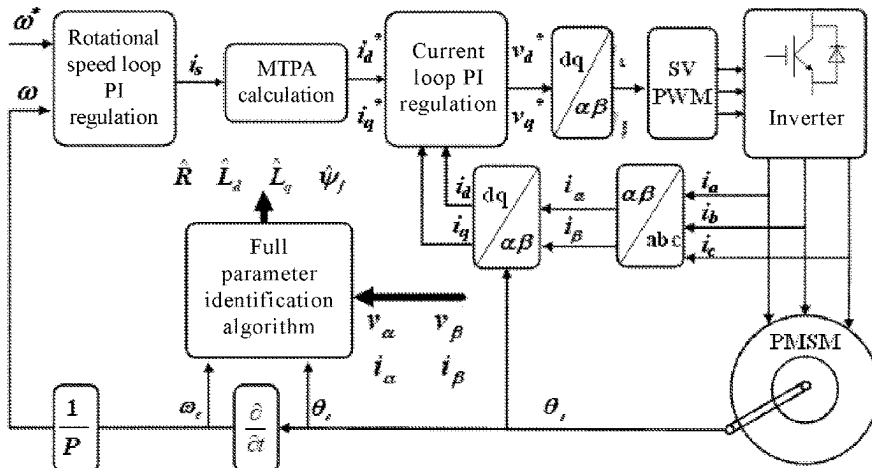 ω*
ω
Rotational
speed loop
PI
regulation
i_s
MTPA
calculation
i_d*
i_q*
Current
loop PI
regulation
v_d*
v_q*
dq
αβ
SV
PWM
Inverter
R̂ L̂_d L̂_q ψ̂_f
i_d
i_q
dq
αβ
i_α
i_β
αβ
abc
i_a
i_b
i_c
Full
parameter
identification
algorithm
v_α v_β
i_α i_β
PMSM
1
P
ϖ_e
∂
∂t
θ_e
θ_e